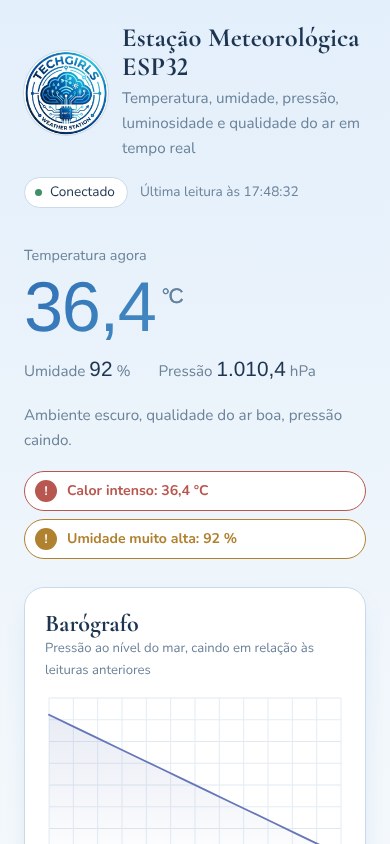 Estação Meteorológica
ESP32
TECHGIRLS
WEATHER STATION
Temperatura, umidade, pressão,
luminosidade e qualidade do ar em
tempo real
Conectado
Última leitura às 17:48:32
Temperatura agora
36,4 °C
Umidade 92 % Pressão 1.010,4 hPa
Ambiente escuro, qualidade do ar boa, pressão
caindo.
! Calor intenso: 36,4 °C
! Umidade muito alta: 92 %
Barógrafo
Pressão ao nível do mar, caindo em relação às
leituras anteriores